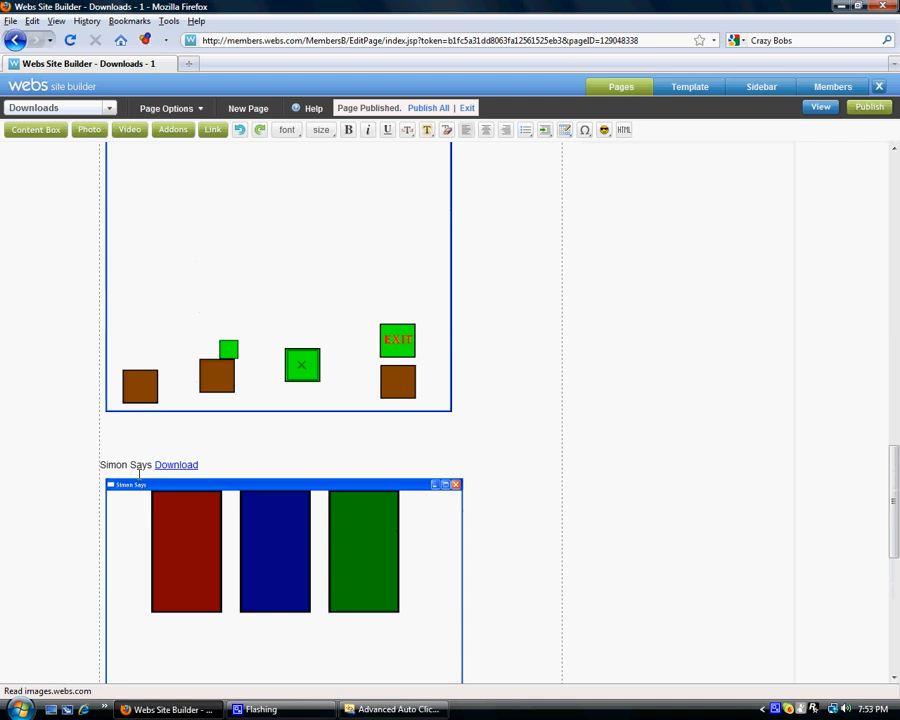 Webs Site Builder - Downloads - 1 - Mozilla Firefox
File Edit View History Bookmarks Tools Help
http://members.webs.com/MembersB/EditPage/index.jsp?token=b1fc5a31dd8063fa12561525eb3&pageID=129048338
Crazy Bobs
Webs Site Builder - Downloads - 1
webs site builder
Pages Template Sidebar Members X
Downloads Page Options New Page Help Page Published. Publish All | Exit View Publish
Content Box Photo Video Addons Link font size B i U T T Ω HTML
EXIT
X
Simon Says Download
Simon Says
Read images.webs.com
Webs Site Builder - ... Flashing Advanced Auto Clic... 7:53 PM